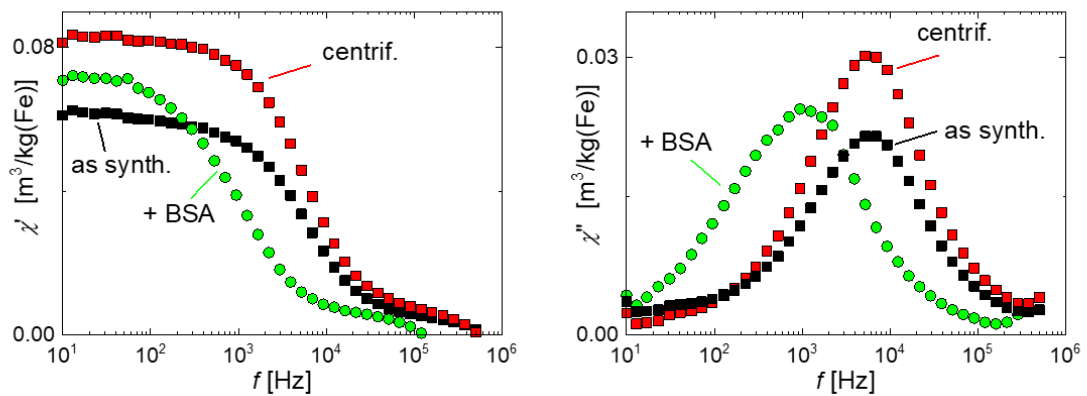 0.08
centrif.
χ' [m³/kg(Fe)]
as synth.
+ BSA
0.00
10¹ 10² 10³ 10⁴ 10⁵ 10⁶
f [Hz]
0.03
centrif.
+ BSA
as synth.
χ" [m³/kg(Fe)]
0.00
10¹ 10² 10³ 10⁴ 10⁵ 10⁶
f [Hz]